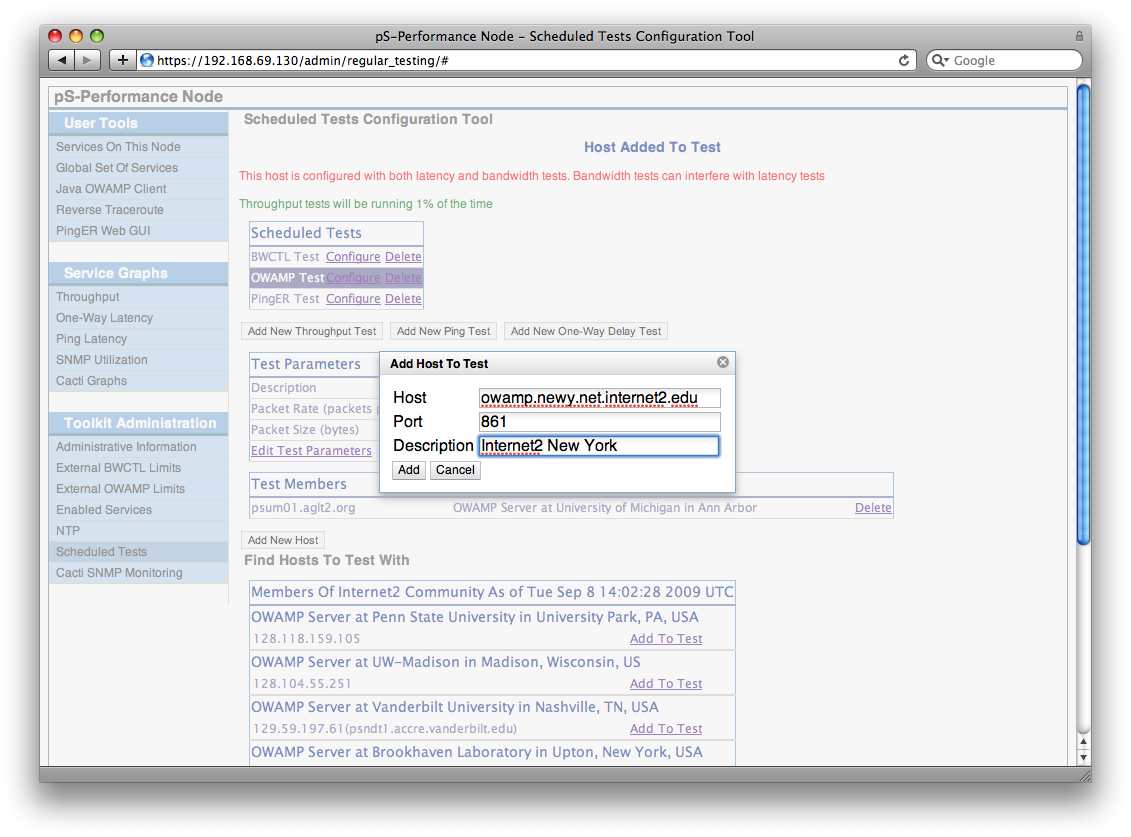 pS-Performance Node – Scheduled Tests Configuration Tool
https://192.168.69.130/admin/regular_testing/#
Google
pS-Performance Node
User Tools
Services On This Node
Global Set Of Services
Java OWAMP Client
Reverse Traceroute
PingER Web GUI
Service Graphs
Throughput
One-Way Latency
Ping Latency
SNMP Utilization
Cacti Graphs
Toolkit Administration
Administrative Information
External BWCTL Limits
External OWAMP Limits
Enabled Services
NTP
Scheduled Tests
Cacti SNMP Monitoring
Scheduled Tests Configuration Tool
Host Added To Test
This host is configured with both latency and bandwidth tests. Bandwidth tests can interfere with latency tests
Throughput tests will be running 1% of the time
Scheduled Tests
BWCTL Test Configure Delete
OWAMP Test Configure Delete
PingER Test Configure Delete
Add New Throughput Test Add New Ping Test Add New One-Way Delay Test
Test Parameters
Description
Packet Rate (packets
Packet Size (bytes)
Edit Test Parameters
Add Host To Test
Host owamp.newy.net.internet2.edu
Port 861
Description Internet2 New York
Add Cancel
Test Members
psum01.aglt2.org OWAMP Server at University of Michigan in Ann Arbor Delete
Add New Host
Find Hosts To Test With
Members Of Internet2 Community As of Tue Sep 8 14:02:28 2009 UTC
OWAMP Server at Penn State University in University Park, PA, USA
128.118.159.105 Add To Test
OWAMP Server at UW-Madison in Madison, Wisconsin, US
128.104.55.251 Add To Test
OWAMP Server at Vanderbilt University in Nashville, TN, USA
129.59.197.61(psndt1.accre.vanderbilt.edu) Add To Test
OWAMP Server at Brookhaven Laboratory in Upton, New York, USA